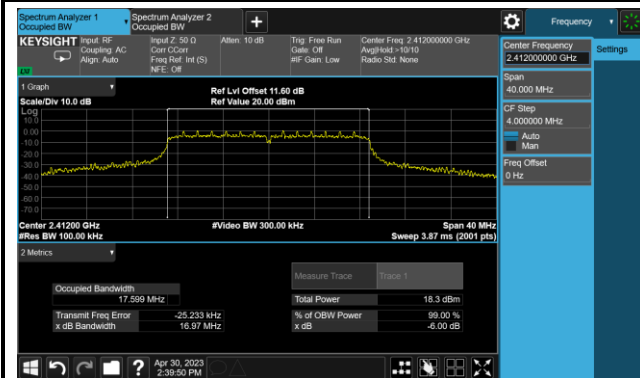 Spectrum Analyzer 1
Occupied BW
Spectrum Analyzer 2
Occupied BW
Frequency
KEYSIGHT
Input: RF
Coupling: AC
Align: Auto
Input Z: 50 Ω
Corr CCorr
Freq Ref: Int (S)
NFE: Off
Atten: 10 dB
Trig: Free Run
Gate: Off
#IF Gain: Low
Center Freq: 2.412000000 GHz
Avg|Hold:>10/10
Radio Std: None
Center Frequency
2.412000000 GHz
Settings
Span
40.000 MHz
CF Step
4.000000 MHz
Auto
Man
Freq Offset
0 Hz
1 Graph
Scale/Div 10.0 dB
Ref Lvl Offset 11.60 dB
Ref Value 20.00 dBm
Log
10.0
0.00
-10.0
-20.0
-30.0
-40.0
-50.0
-60.0
-70.0
Center 2.41200 GHz
#Res BW 100.00 kHz
#Video BW 300.00 kHz
Span 40 MHz
Sweep 3.87 ms (2001 pts)
2 Metrics
Measure Trace
Trace 1
Occupied Bandwidth
17.599 MHz
Total Power
18.3 dBm
Transmit Freq Error
-25.233 kHz
% of OBW Power
99.00 %
x dB Bandwidth
16.97 MHz
x dB
-6.00 dB
Apr 30, 2023
2:39:50 PM